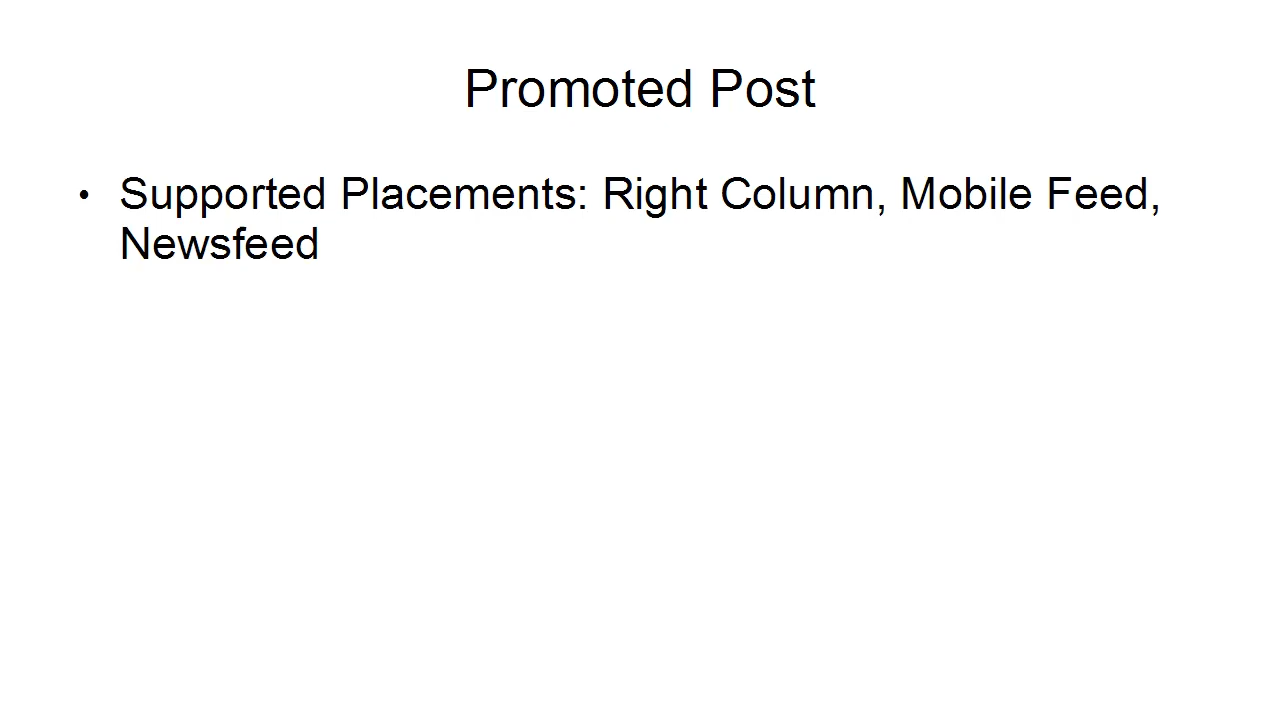 Promoted Post
• Supported Placements: Right Column, Mobile Feed,
Newsfeed